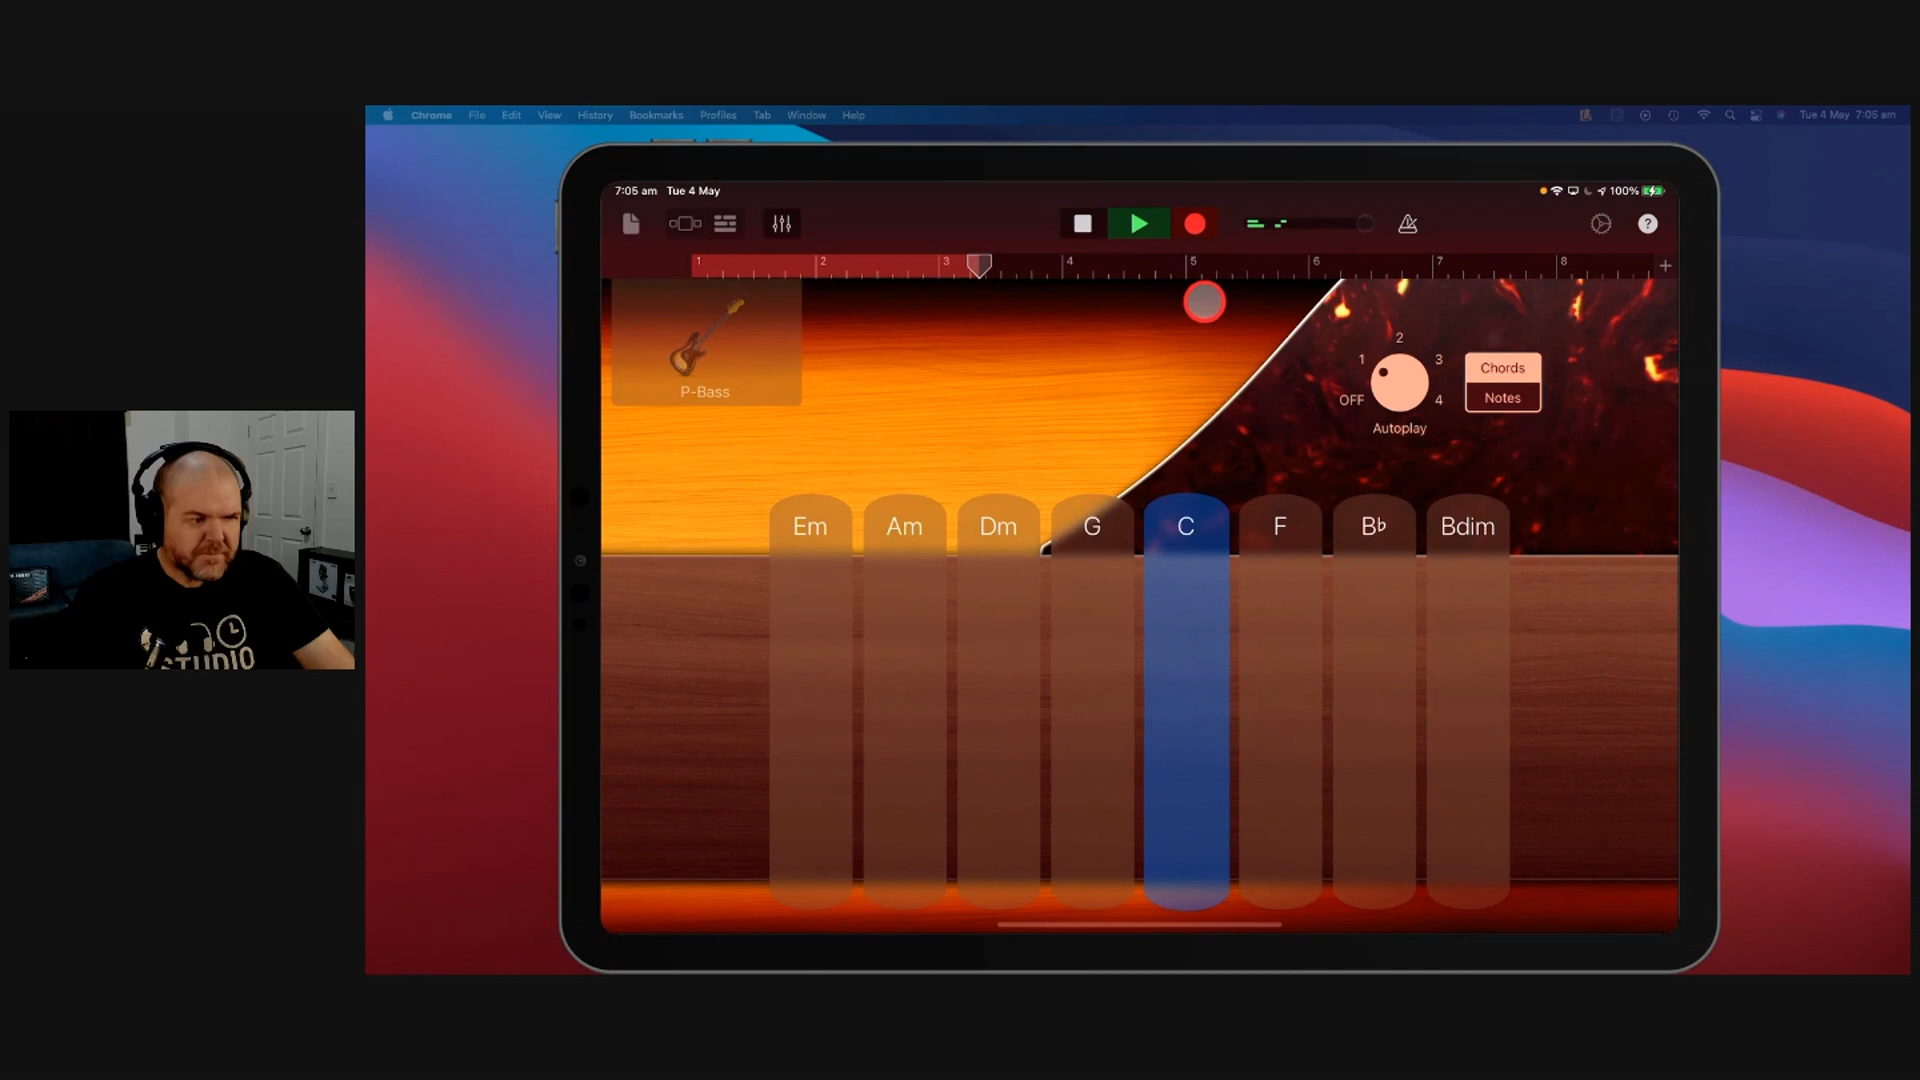 Chrome File Edit View History Bookmarks Profiles Tab Window Help Tue 4 May 7:05 am
7:05 am Tue 4 May 100%
1 2 3 4 5 6 7 8 +
P-Bass
2
1 3
OFF 4
Autoplay
Chords
Notes
Em Am Dm G C F B♭ Bdim
STUDIO